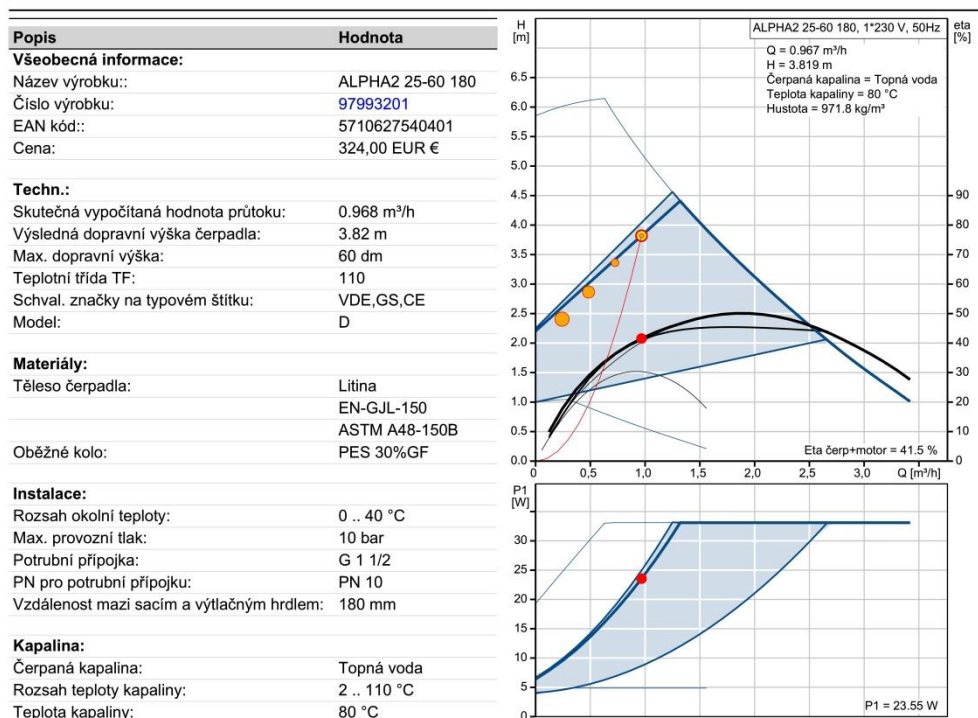 Popis Hodnota
Všeobecná informace:
Název výrobku:: ALPHA2 25-60 180
Číslo výrobku: 97993201
EAN kód:: 5710627540401
Cena: 324,00 EUR €
Techn.:
Skutečná vypočítaná hodnota průtoku: 0.968 m³/h
Výsledná dopravní výška čerpadla: 3.82 m
Max. dopravní výška: 60 dm
Teplotní třída TF: 110
Schval. značky na typovém štítku: VDE,GS,CE
Model: D
Materiály:
Těleso čerpadla: Litina
EN-GJL-150
ASTM A48-150B
Oběžné kolo: PES 30%GF
Instalace:
Rozsah okolní teploty: 0 .. 40 °C
Max. provozní tlak: 10 bar
Potrubní přípojka: G 1 1/2
PN pro potrubní přípojku: PN 10
Vzdálenost mazi sacím a výtlačným hrdlem: 180 mm
Kapalina:
Čerpaná kapalina: Topná voda
Rozsah teploty kapaliny: 2 .. 110 °C
Teplota kapaliny: 80 °C
H
[m]
ALPHA2 25-60 180, 1*230 V, 50Hz
eta
[%]
Q = 0.967 m³/h
H = 3.819 m
Čerpaná kapalina = Topná voda
Teplota kapaliny = 80 °C
Hustota = 971.8 kg/m³
6.5
6.0
5.5
5.0
4.5 90
4.0 80
3.5 70
3.0 60
2.5 50
2.0 40
1.5 30
1.0 20
0.5 10
0.0 0
Eta čerp+motor = 41.5 %
0 0,5 1,0 1,5 2,0 2,5 3,0 Q [m³/h]
P1
[W]
30
25
20
15
10
5
0
P1 = 23.55 W